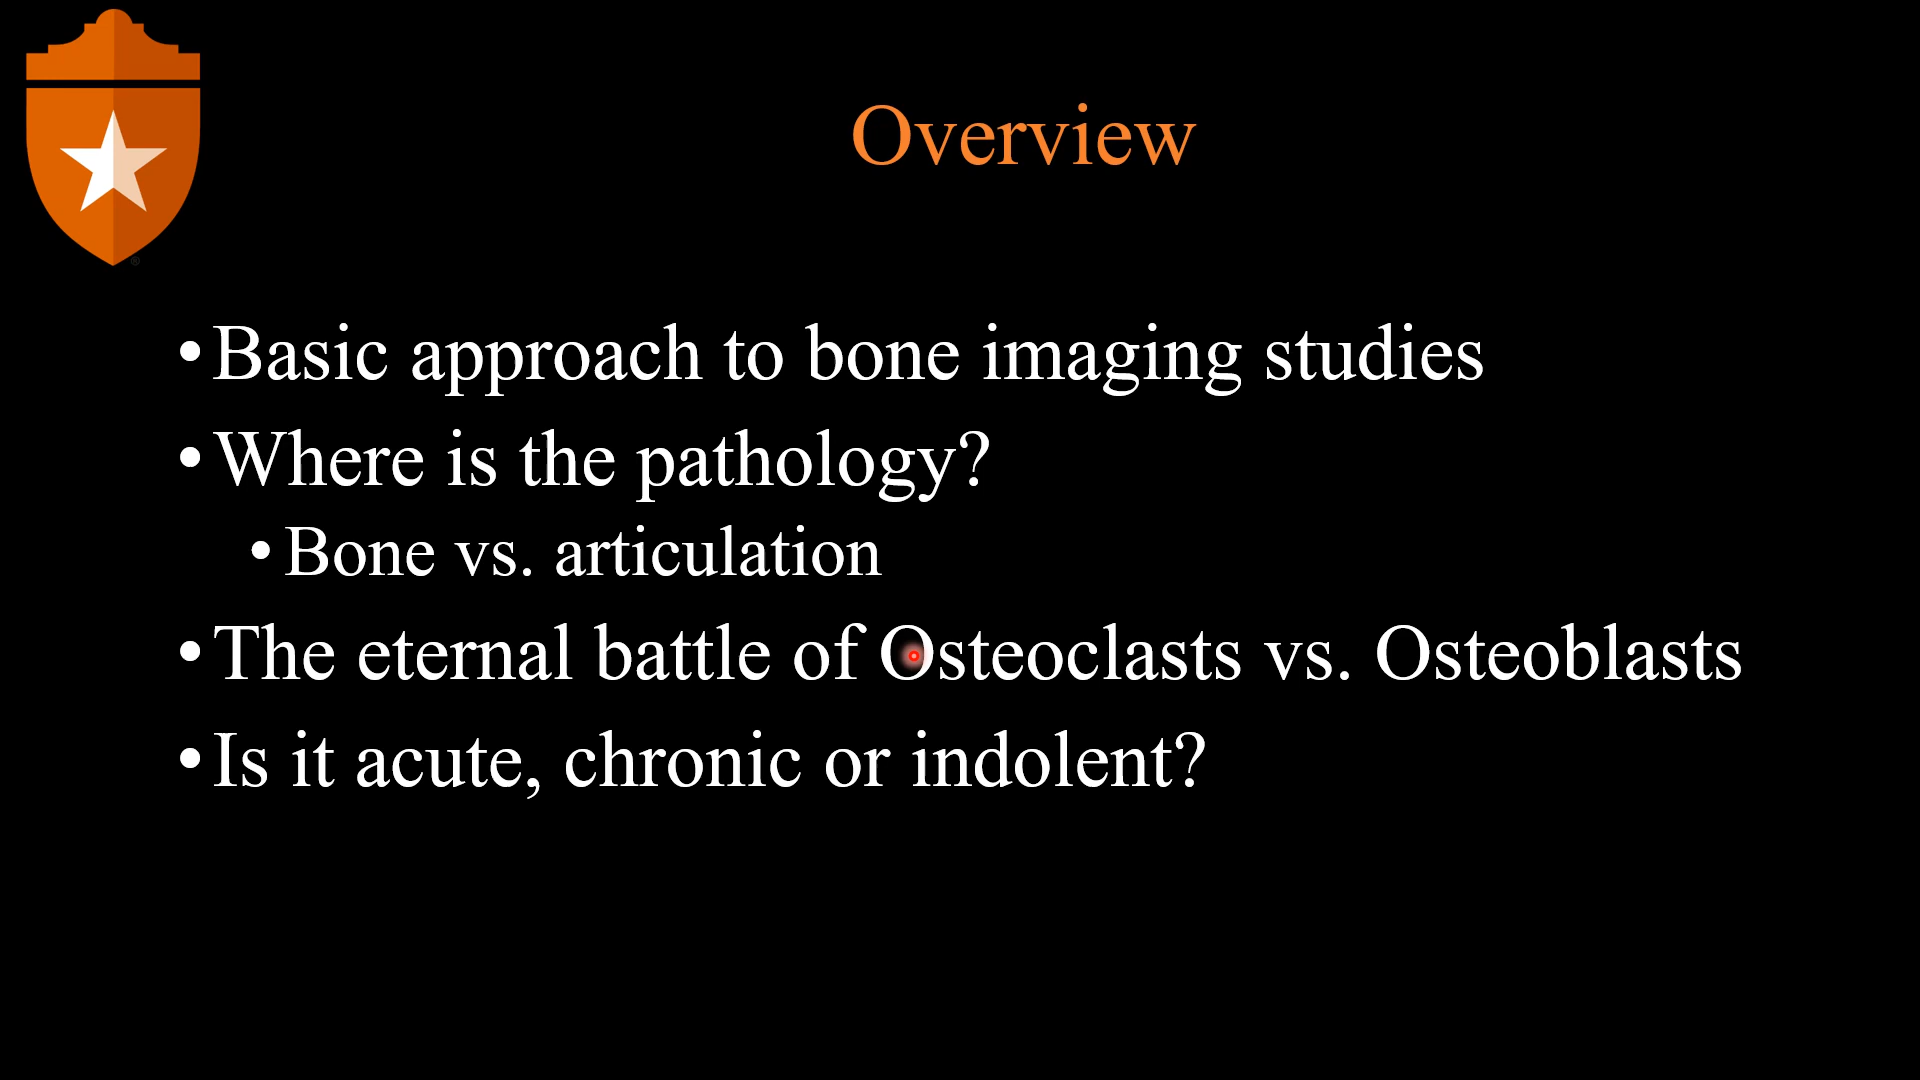 Overview
• Basic approach to bone imaging studies
• Where is the pathology?
• Bone vs. articulation
• The eternal battle of Osteoclasts vs. Osteoblasts
• Is it acute, chronic or indolent?
®